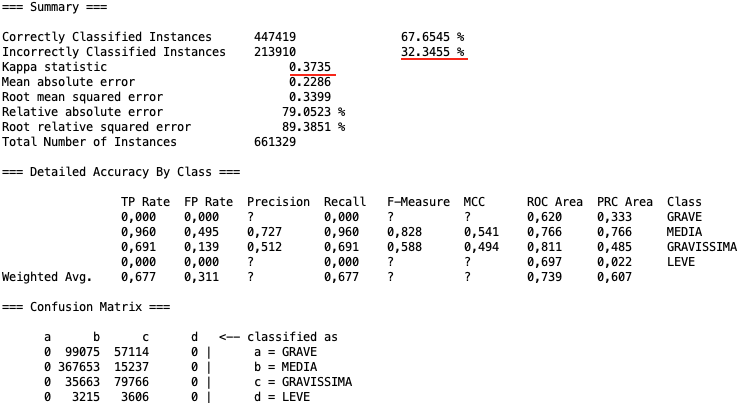 === Summary ===
Correctly Classified Instances 447419 67.6545 %
Incorrectly Classified Instances 213910 32.3455 %
Kappa statistic 0.3735
Mean absolute error 0.2286
Root mean squared error 0.3399
Relative absolute error 79.0523 %
Root relative squared error 89.3851 %
Total Number of Instances 661329
=== Detailed Accuracy By Class ===
TP Rate FP Rate Precision Recall F-Measure MCC ROC Area PRC Area Class
0,000 0,000 ? 0,000 ? ? 0,620 0,333 GRAVE
0,960 0,495 0,727 0,960 0,828 0,541 0,766 0,766 MEDIA
0,691 0,139 0,512 0,691 0,588 0,494 0,811 0,485 GRAVISSIMA
0,000 0,000 ? 0,000 ? ? 0,697 0,022 LEVE
Weighted Avg. 0,677 0,311 ? 0,677 ? ? 0,739 0,607
=== Confusion Matrix ===
a b c d <-- classified as
0 99075 57114 0 | a = GRAVE
0 367653 15237 0 | b = MEDIA
0 35663 79766 0 | c = GRAVISSIMA
0 3215 3606 0 | d = LEVE